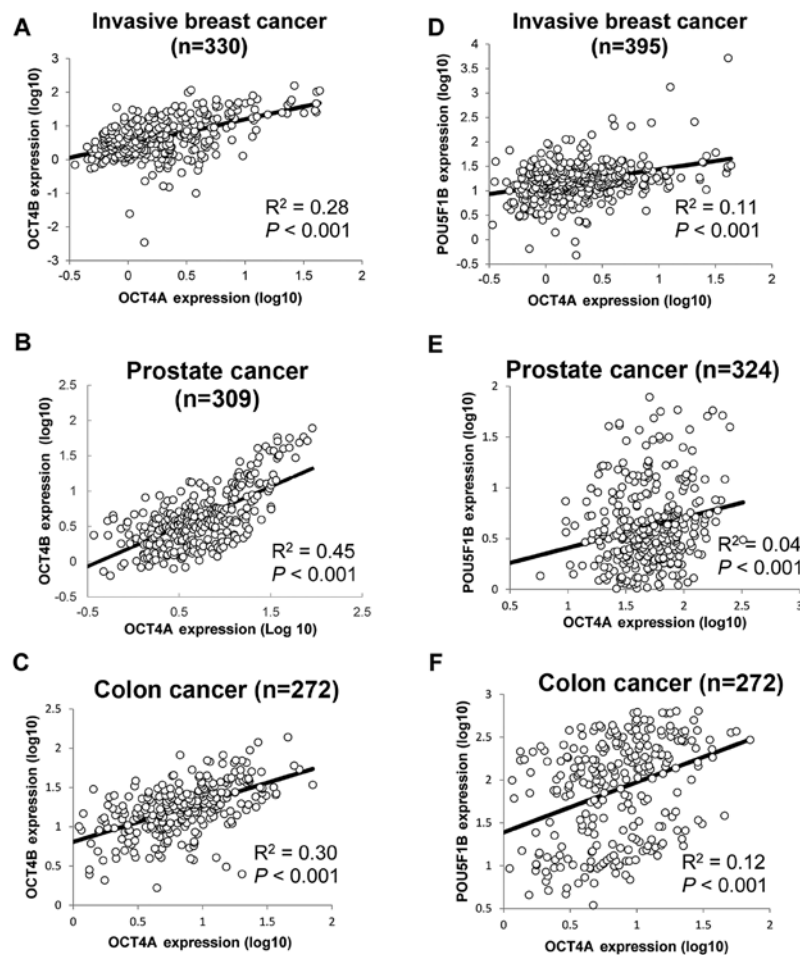 A
Invasive breast cancer
(n=330)
OCT4B expression (log10)
3
2
1
0
-1
-2
-3
R² = 0.28
P < 0.001
-0.5
0
0.5
1
1.5
2
OCT4A expression (log10)
D
Invasive breast cancer
(n=395)
POU5F1B expression (log10)
4
3.5
3
2.5
2
1.5
1
0.5
0
-0.5
R² = 0.11
P < 0.001
-0.5
0
0.5
1
1.5
2
OCT4A expression (log10)
B
Prostate cancer
(n=309)
OCT4B expression (log10)
2.5
2
1.5
1
0.5
0
-0.5
R² = 0.45
P < 0.001
-0.5
0.5
1.5
2.5
OCT4A expression (Log 10)
E
Prostate cancer (n=324)
POU5F1B expression (log10)
2
1.5
1
0.5
0
R² = 0.04
P < 0.001
0.5
1
1.5
2
2.5
3
OCT4A expression (log10)
C
Colon cancer (n=272)
OCT4B expression (log10)
2.5
2
1.5
1
0.5
0
R² = 0.30
P < 0.001
0
0.5
1
1.5
2
OCT4A expression (log10)
F
Colon cancer (n=272)
POU5F1B expression (log10)
3
2.5
2
1.5
1
0.5
R² = 0.12
P < 0.001
0
0.5
1
1.5
2
OCT4A expression (log10)